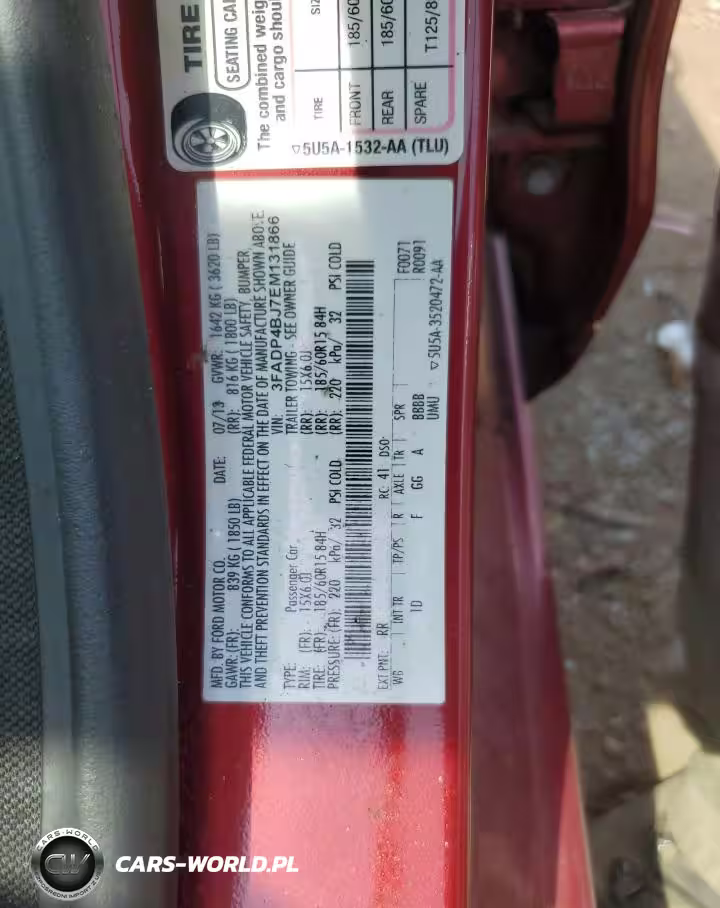 TIRE
SEATING CA
The combined weig
and cargo shou
TIRE SIZ
FRONT 185/60
REAR 185/60
SPARE T125/8
▽5U5A-1532-AA (TLU)
MFD. BY FORD MOTOR CO.
DATE: 07/13 GVWR: 1642 KG ( 3620 LB)
GAWR: (FR): 839 KG ( 1850 LB) (RR): 816 KG ( 1800 LB)
THIS VEHICLE CONFORMS TO ALL APPLICABLE FEDERAL MOTOR VEHICLE SAFETY, BUMPER,
AND THEFT PREVENTION STANDARDS IN EFFECT ON THE DATE OF MANUFACTURE SHOWN ABOVE.
VIN: 3FADP4BJ7EM131866
TYPE: Passenger Car TRAILER TOWING - SEE OWNER GUIDE
RIM: (FR): 15X6.0J (RR): 15X6.0J
TIRE: (FR): 185/60R15 84H (RR): 185/60R15 84H
PRESSURE: (FR): 220 kPa/ 32 PSI COLD (RR): 220 kPa/ 32 PSI COLD
EXT PNT: RR RC: 41 DSO: F0071
WB INT TR TP/PS R AXLE TR SPR R0091
1D F GG A BBBB
UMU ▽5U5A-3520472-AA
CARS-WORLD
CW
CARS-WORLD.PL